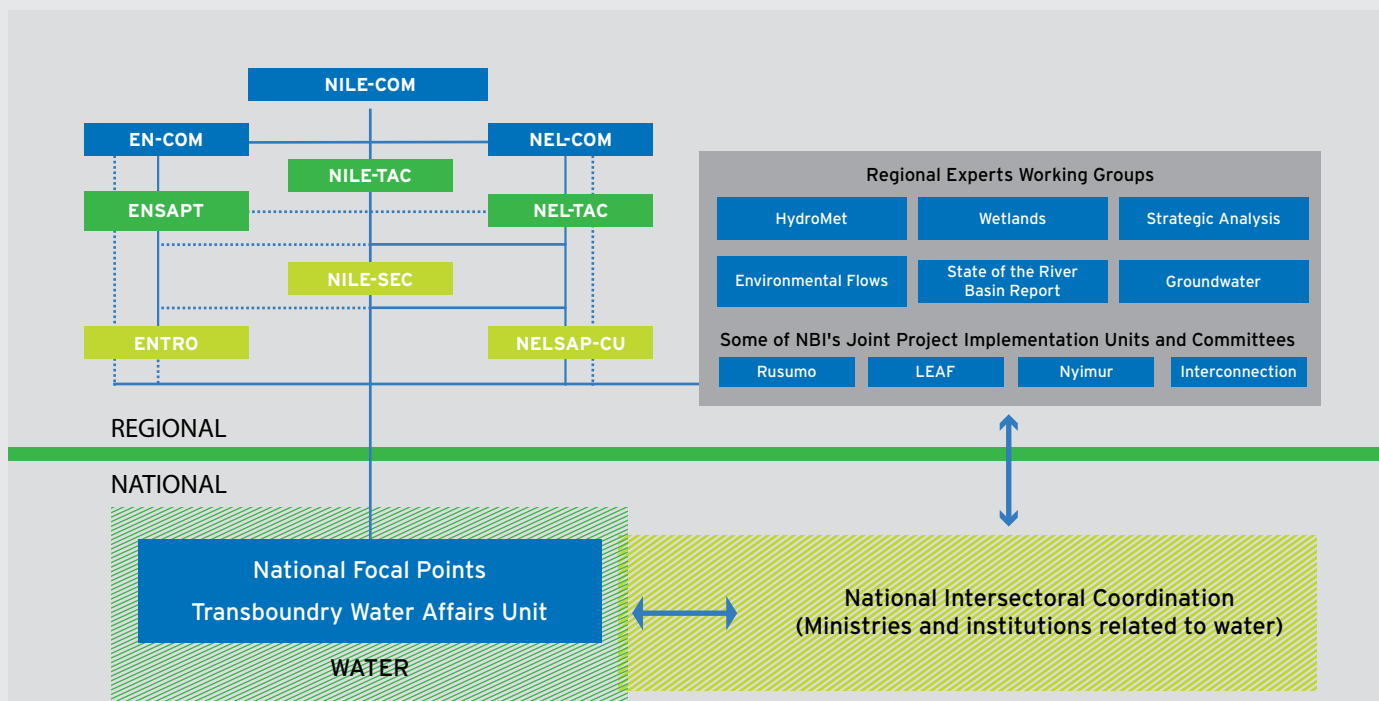 NILE-COM
EN-COM
NEL-COM
NILE-TAC
ENSAPT
NEL-TAC
NILE-SEC
ENTRO
NELSAP-CU
Regional Experts Working Groups
HydroMet
Wetlands
Strategic Analysis
Environmental Flows
State of the River
Basin Report
Groundwater
Some of NBI's Joint Project Implementation Units and Committees
Rusumo
LEAF
Nyimur
Interconnection
REGIONAL
NATIONAL
National Focal Points
Transboundry Water Affairs Unit
WATER
National Intersectoral Coordination
(Ministries and institutions related to water)